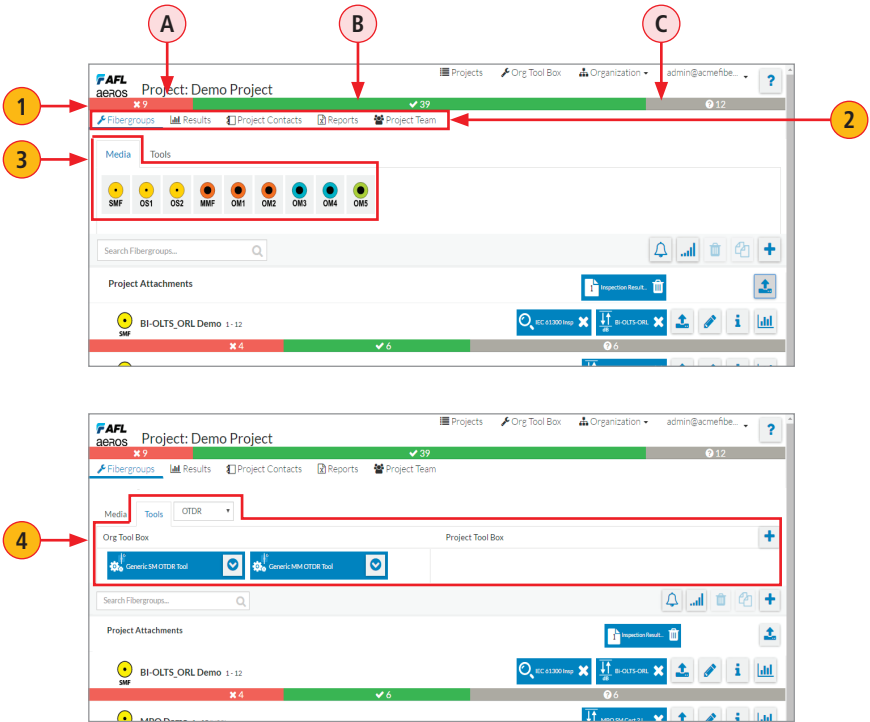 A B C
AFL
aeros
Project: Demo Project
Projects Org Tool Box Organization admin@acmefibe... ?
1
9 39 12
Fibergroups Results Project Contacts Reports Project Team
2
3
Media Tools
SMF OS1 OS2 MMF OM1 OM2 OM3 OM4 OM5
Search Fibergroups...
Project Attachments Inspection Result...
SMF BI-OLTS_ORL Demo 1 - 12 IEC 61300 Insp dB BI-OLTS-ORL
4 6 6
AFL
aeros
Project: Demo Project
Projects Org Tool Box Organization admin@acmefibe... ?
9 39 12
Fibergroups Results Project Contacts Reports Project Team
Media Tools OTDR
4
Org Tool Box Project Tool Box
Generic SM OTDR Tool Generic MM OTDR Tool
Search Fibergroups...
Project Attachments Inspection Result...
SMF BI-OLTS_ORL Demo 1 - 12 IEC 61300 Insp dB BI-OLTS-ORL
4 6 6
MPO Demo